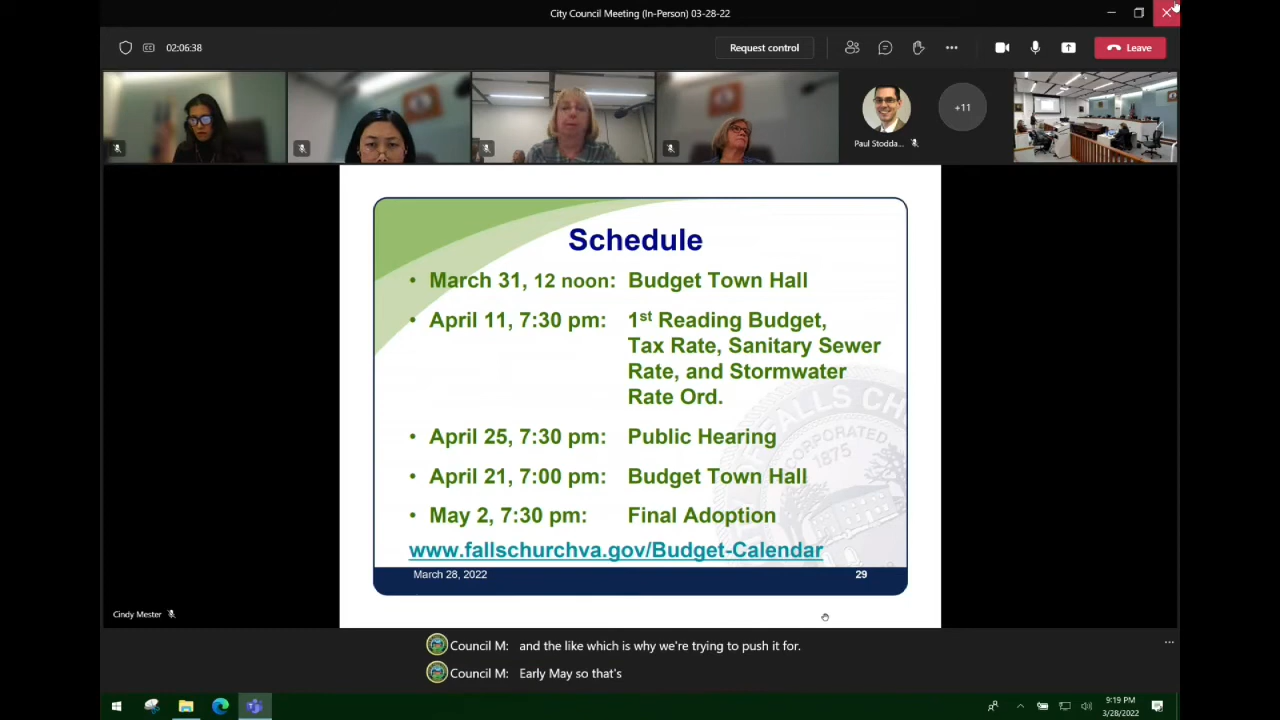 City Council Meeting (In-Person) 03-28-22
02:06:38
Request control
Leave
Paul Stodda...
+11
Schedule
• March 31, 12 noon: Budget Town Hall
• April 11, 7:30 pm: 1st Reading Budget,
Tax Rate, Sanitary Sewer
Rate, and Stormwater
Rate Ord.
• April 25, 7:30 pm: Public Hearing
• April 21, 7:00 pm: Budget Town Hall
• May 2, 7:30 pm: Final Adoption
www.fallschurchva.gov/Budget-Calendar
March 28, 2022 29
FALLS CH
CORPORATED
1875
Cindy Mester
Council M: and the like which is why we're trying to push it for.
Council M: Early May so that's
9:19 PM
3/28/2022